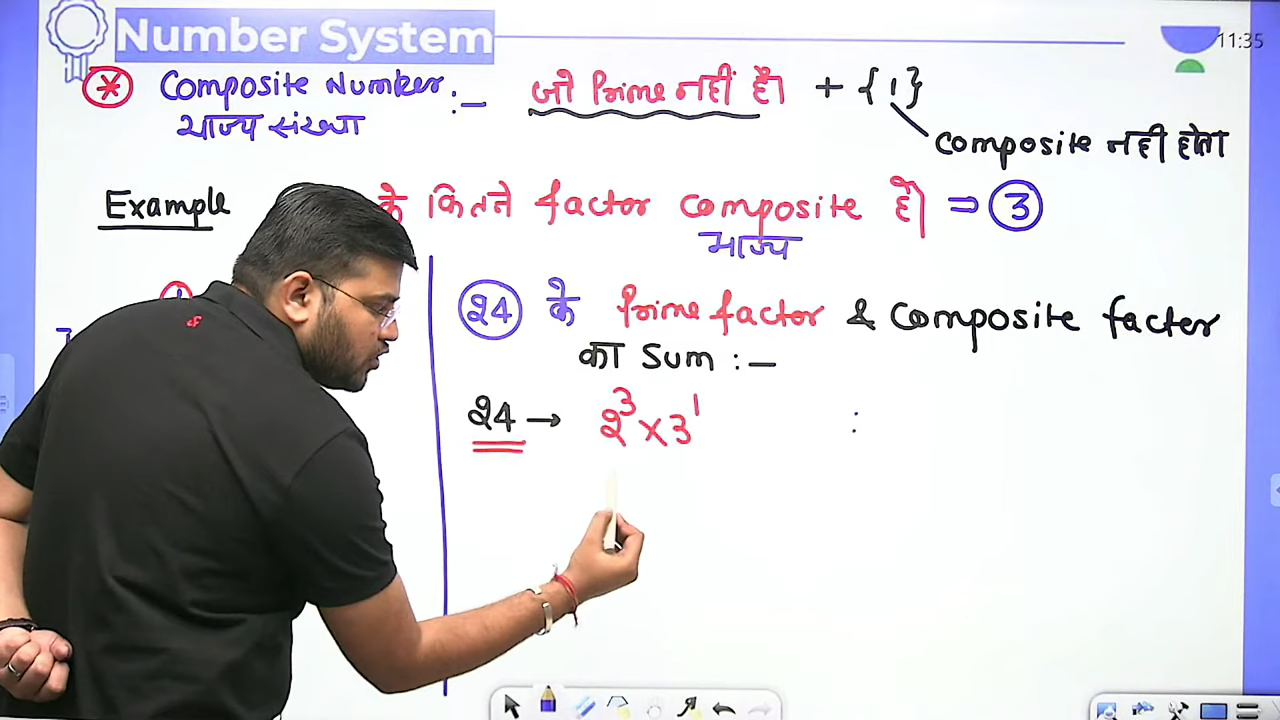 Number System
11:35
* Composite Number :- जो Prime नहीं है। + {1}
भाज्य संख्या
composite नहीं होता
Example के कितने factor composite है। ⇒ 3
भाज्य
24 के Prime factor & Composite factor
का Sum :-
24 → 2³ × 3¹ :